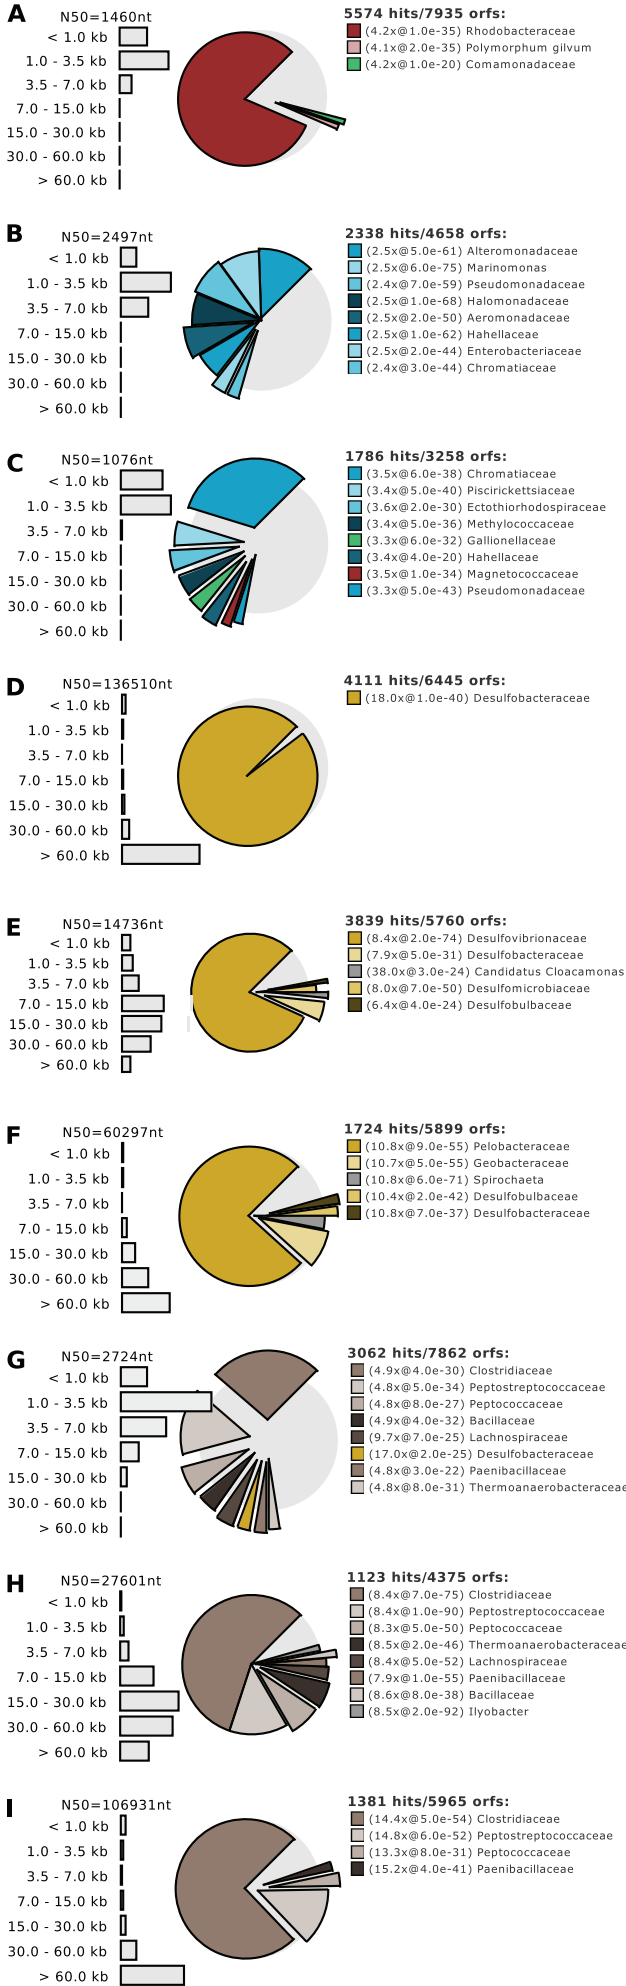 A
N50=1460nt
< 1.0 kb
1.0 - 3.5 kb
3.5 - 7.0 kb
7.0 - 15.0 kb
15.0 - 30.0 kb
30.0 - 60.0 kb
> 60.0 kb
5574 hits/7935 orfs:
(4.2x@1.0e-35) Rhodobacteraceae
(4.1x@2.0e-35) Polymorphum gilvum
(4.2x@1.0e-20) Comamonadaceae
B
N50=2497nt
< 1.0 kb
1.0 - 3.5 kb
3.5 - 7.0 kb
7.0 - 15.0 kb
15.0 - 30.0 kb
30.0 - 60.0 kb
> 60.0 kb
2338 hits/4658 orfs:
(2.5x@5.0e-61) Alteromonadaceae
(2.5x@6.0e-75) Marinomonas
(2.4x@7.0e-59) Pseudomonadaceae
(2.5x@1.0e-68) Halomonadaceae
(2.5x@2.0e-50) Aeromonadaceae
(2.5x@1.0e-62) Hahellaceae
(2.5x@2.0e-44) Enterobacteriaceae
(2.4x@3.0e-44) Chromatiaceae
C
N50=1076nt
< 1.0 kb
1.0 - 3.5 kb
3.5 - 7.0 kb
7.0 - 15.0 kb
15.0 - 30.0 kb
30.0 - 60.0 kb
> 60.0 kb
1786 hits/3258 orfs:
(3.5x@6.0e-38) Chromatiaceae
(3.4x@5.0e-40) Piscirickettsiaceae
(3.6x@2.0e-30) Ectothiorhodospiraceae
(3.4x@5.0e-36) Methylococcaceae
(3.3x@6.0e-32) Gallionellaceae
(3.4x@4.0e-20) Hahellaceae
(3.5x@1.0e-34) Magnetococcaceae
(3.3x@5.0e-43) Pseudomonadaceae
D
N50=136510nt
< 1.0 kb
1.0 - 3.5 kb
3.5 - 7.0 kb
7.0 - 15.0 kb
15.0 - 30.0 kb
30.0 - 60.0 kb
> 60.0 kb
4111 hits/6445 orfs:
(18.0x@1.0e-40) Desulfobacteraceae
E
N50=14736nt
< 1.0 kb
1.0 - 3.5 kb
3.5 - 7.0 kb
7.0 - 15.0 kb
15.0 - 30.0 kb
30.0 - 60.0 kb
> 60.0 kb
3839 hits/5760 orfs:
(8.4x@2.0e-74) Desulfovibrionaceae
(7.9x@5.0e-31) Desulfobacteraceae
(38.0x@3.0e-24) Candidatus Cloacamonas
(8.0x@7.0e-50) Desulfomicrobiaceae
(6.4x@4.0e-24) Desulfobulbaceae
F
N50=60297nt
< 1.0 kb
1.0 - 3.5 kb
3.5 - 7.0 kb
7.0 - 15.0 kb
15.0 - 30.0 kb
30.0 - 60.0 kb
> 60.0 kb
1724 hits/5899 orfs:
(10.8x@9.0e-55) Pelobacteraceae
(10.7x@5.0e-55) Geobacteraceae
(10.8x@6.0e-71) Spirochaeta
(10.4x@2.0e-42) Desulfobulbaceae
(10.8x@7.0e-37) Desulfobacteraceae
G
N50=2724nt
< 1.0 kb
1.0 - 3.5 kb
3.5 - 7.0 kb
7.0 - 15.0 kb
15.0 - 30.0 kb
30.0 - 60.0 kb
> 60.0 kb
3062 hits/7862 orfs:
(4.9x@4.0e-30) Clostridiaceae
(4.8x@5.0e-34) Peptostreptococcaceae
(4.8x@8.0e-27) Peptococcaceae
(4.9x@4.0e-32) Bacillaceae
(9.7x@7.0e-25) Lachnospiraceae
(17.0x@2.0e-25) Desulfobacteraceae
(4.8x@3.0e-22) Paenibacillaceae
(4.8x@8.0e-31) Thermoanaerobacteraceae
H
N50=27601nt
< 1.0 kb
1.0 - 3.5 kb
3.5 - 7.0 kb
7.0 - 15.0 kb
15.0 - 30.0 kb
30.0 - 60.0 kb
> 60.0 kb
1123 hits/4375 orfs:
(8.4x@7.0e-75) Clostridiaceae
(8.4x@1.0e-90) Peptostreptococcaceae
(8.3x@5.0e-50) Peptococcaceae
(8.5x@2.0e-46) Thermoanaerobacteraceae
(8.4x@5.0e-52) Lachnospiraceae
(7.9x@1.0e-55) Paenibacillaceae
(8.6x@8.0e-38) Bacillaceae
(8.5x@2.0e-92) Ilyobacter
I
N50=106931nt
< 1.0 kb
1.0 - 3.5 kb
3.5 - 7.0 kb
7.0 - 15.0 kb
15.0 - 30.0 kb
30.0 - 60.0 kb
> 60.0 kb
1381 hits/5965 orfs:
(14.4x@5.0e-54) Clostridiaceae
(14.8x@6.0e-52) Peptostreptococcaceae
(13.3x@8.0e-31) Peptococcaceae
(15.2x@4.0e-41) Paenibacillaceae